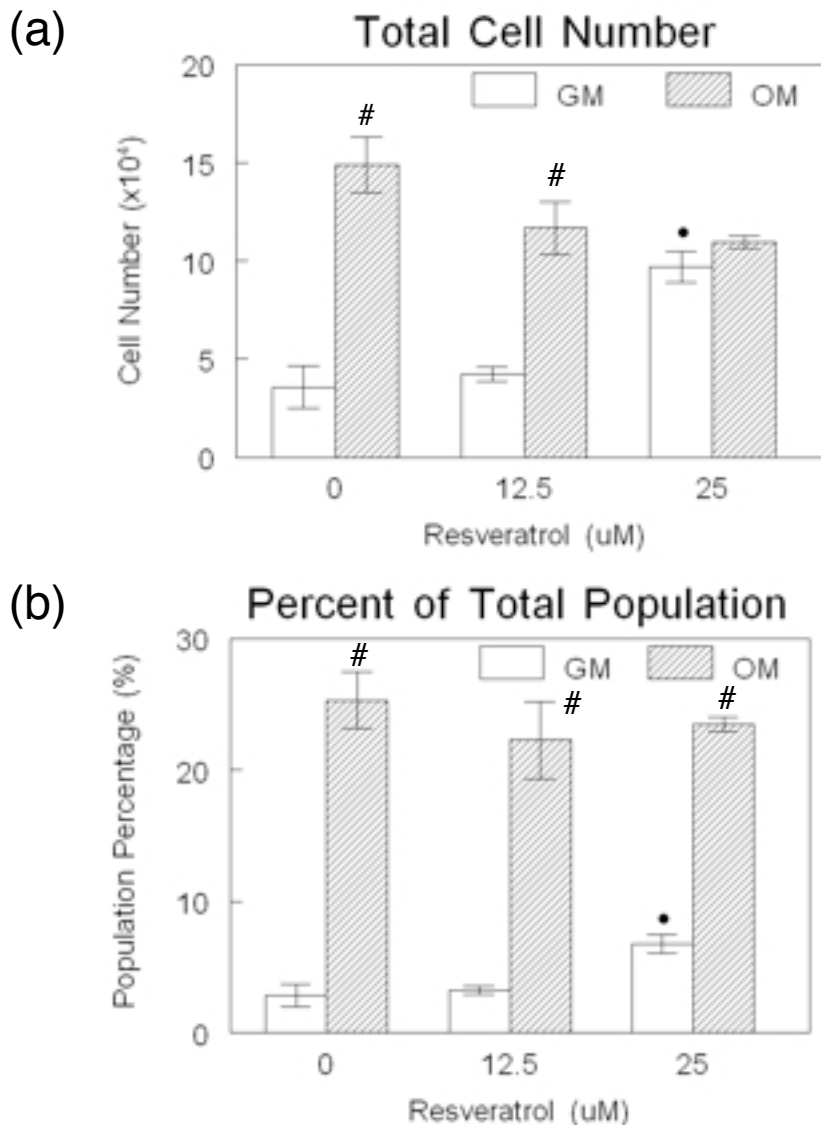 (a)
Total Cell Number
GM OM
Cell Number (x10⁴)
20
15
10
5
0
# # •
0 12.5 25
Resveratrol (uM)
(b)
Percent of Total Population
GM OM
Population Percentage (%)
30
20
10
0
# # # •
0 12.5 25
Resveratrol (uM)